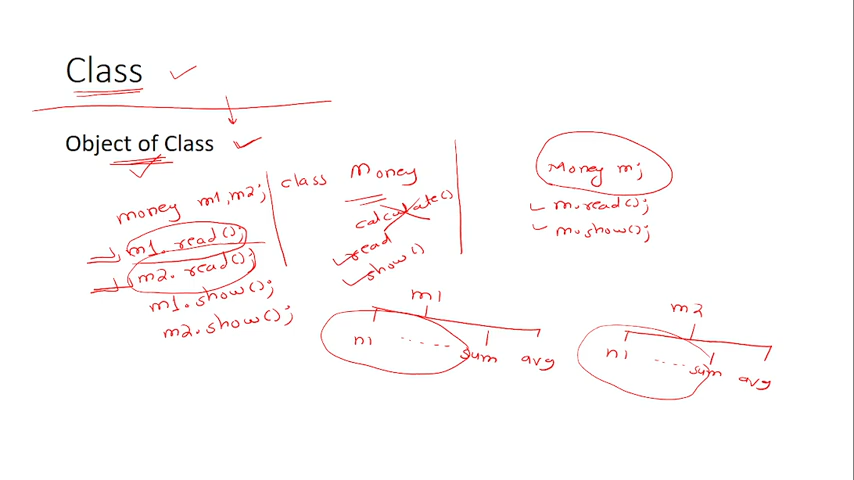 Class
Object of Class
money m1,m2;
m1.read();
m2.read();
m1.show();
m2.show();
class Money
calculate()
read
show()
Money m;
m.read();
m.show();
m1
n1 ...... sum avg
m2
n1 ..... sum avg